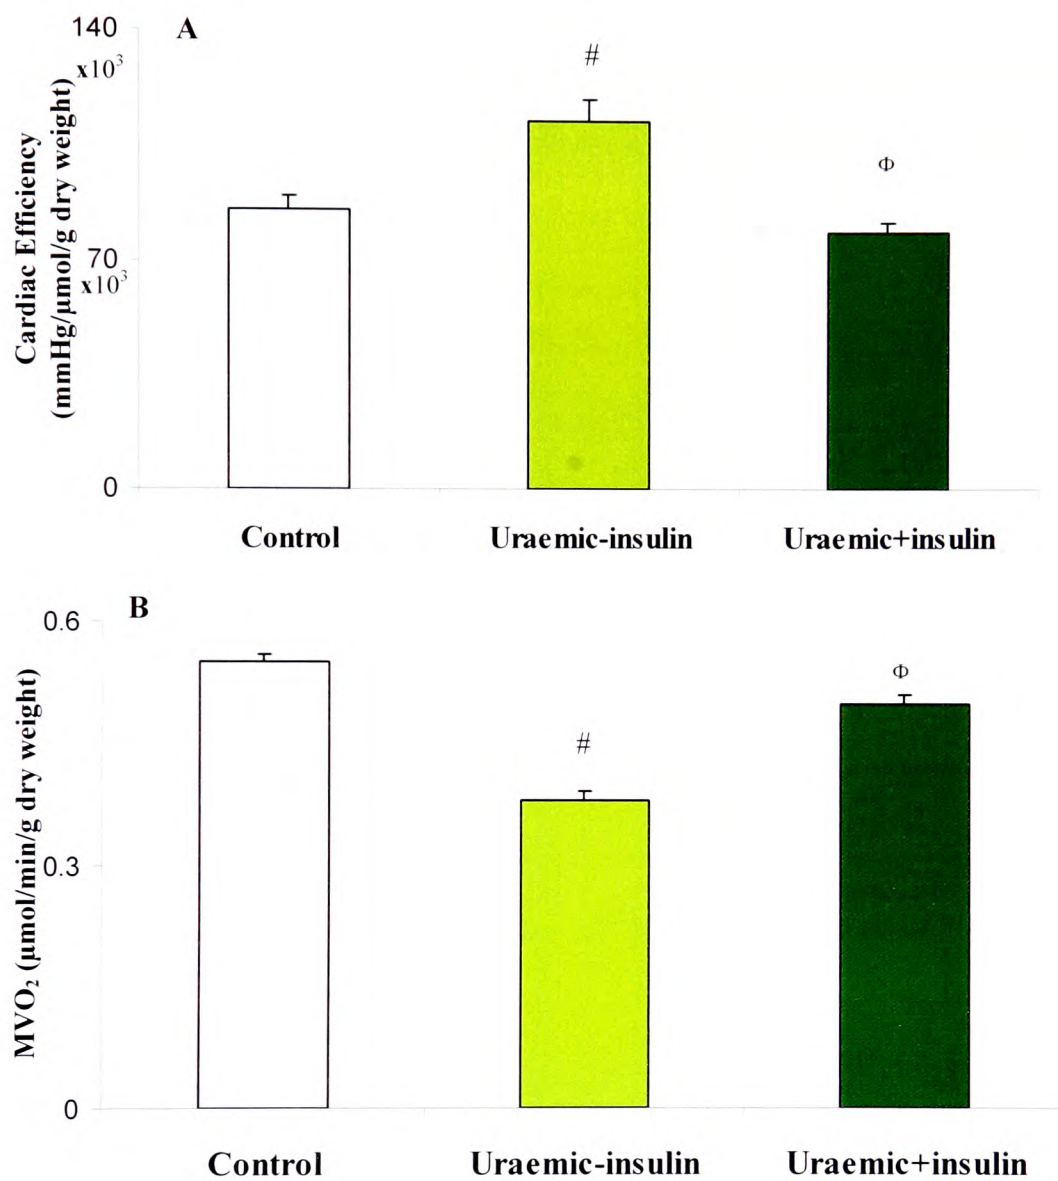 A
140
x10³
#
Φ
70
x10³
0
Cardiac Efficiency
(mmHg/µmol/g dry weight)
Control
Uraemic-insulin
Uraemic+insulin
B
0.6
#
Φ
0.3
0
MVO₂ (µmol/min/g dry weight)
Control
Uraemic-insulin
Uraemic+insulin